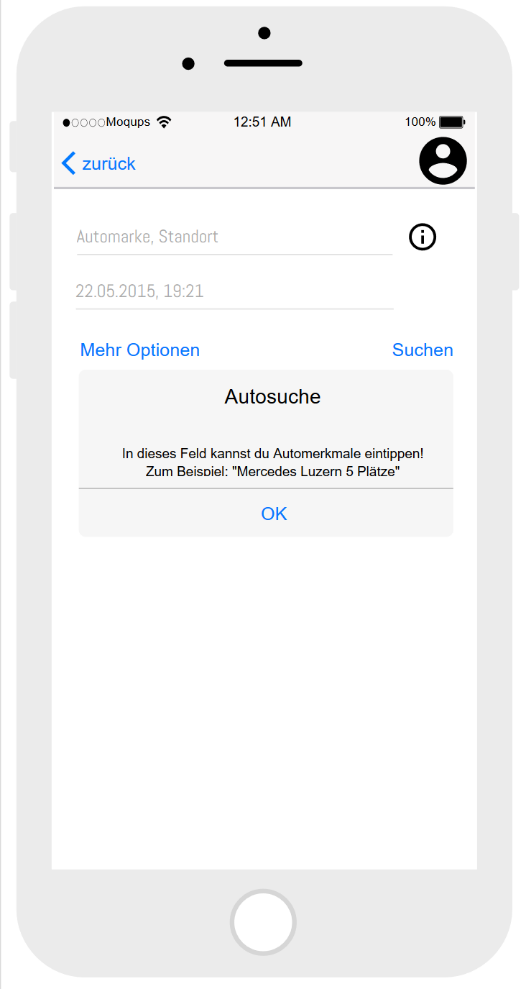 Moqups 12:51 AM 100%
zurück
Automarke, Standort
22.05.2015, 19:21
Mehr Optionen Suchen
Autosuche
In dieses Feld kannst du Automerkmale eintippen!
Zum Beispiel: "Mercedes Luzern 5 Plätze"
OK